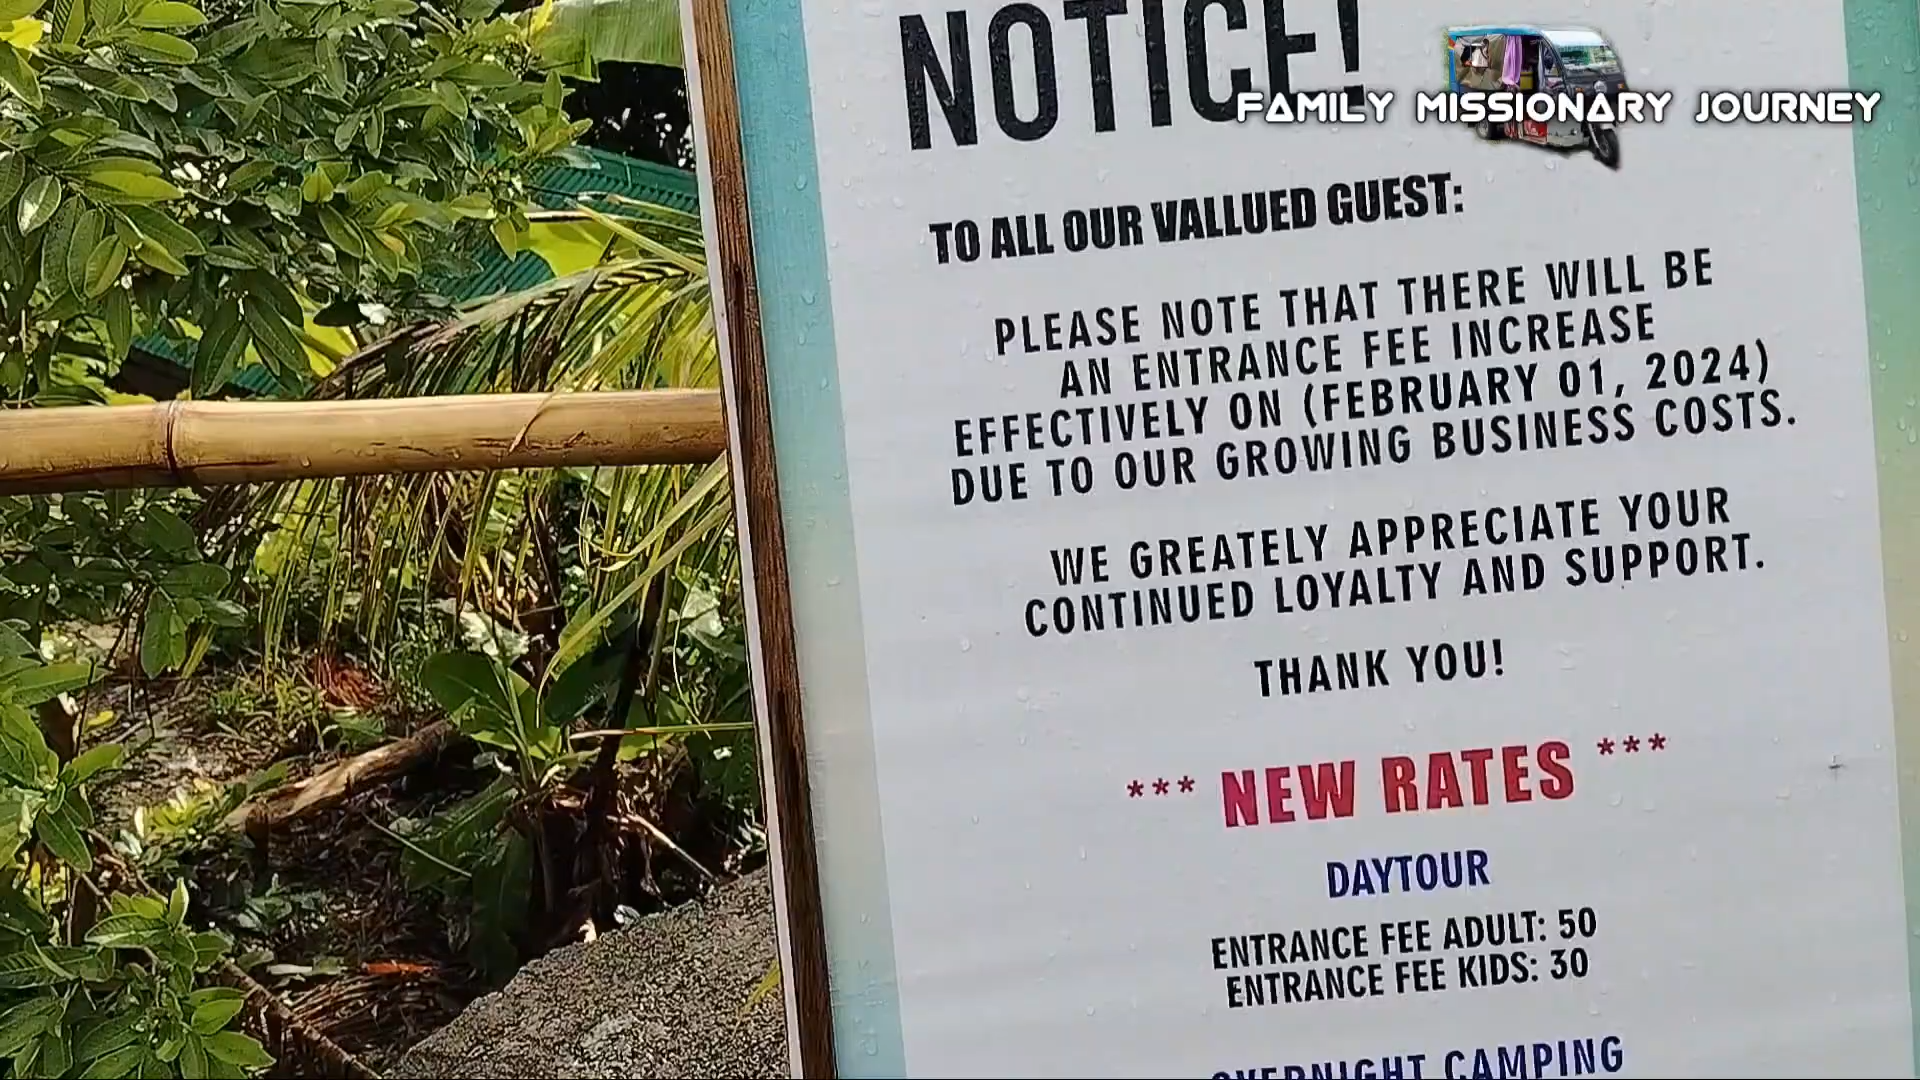 NOTICE!
FAMILY MISSIONARY JOURNEY
TO ALL OUR VALLUED GUEST:
PLEASE NOTE THAT THERE WILL BE
AN ENTRANCE FEE INCREASE
EFFECTIVELY ON (FEBRUARY 01, 2024)
DUE TO OUR GROWING BUSINESS COSTS.
WE GREATELY APPRECIATE YOUR
CONTINUED LOYALTY AND SUPPORT.
THANK YOU!
*** NEW RATES ***
DAYTOUR
ENTRANCE FEE ADULT: 50
ENTRANCE FEE KIDS: 30
OVERNIGHT CAMPING